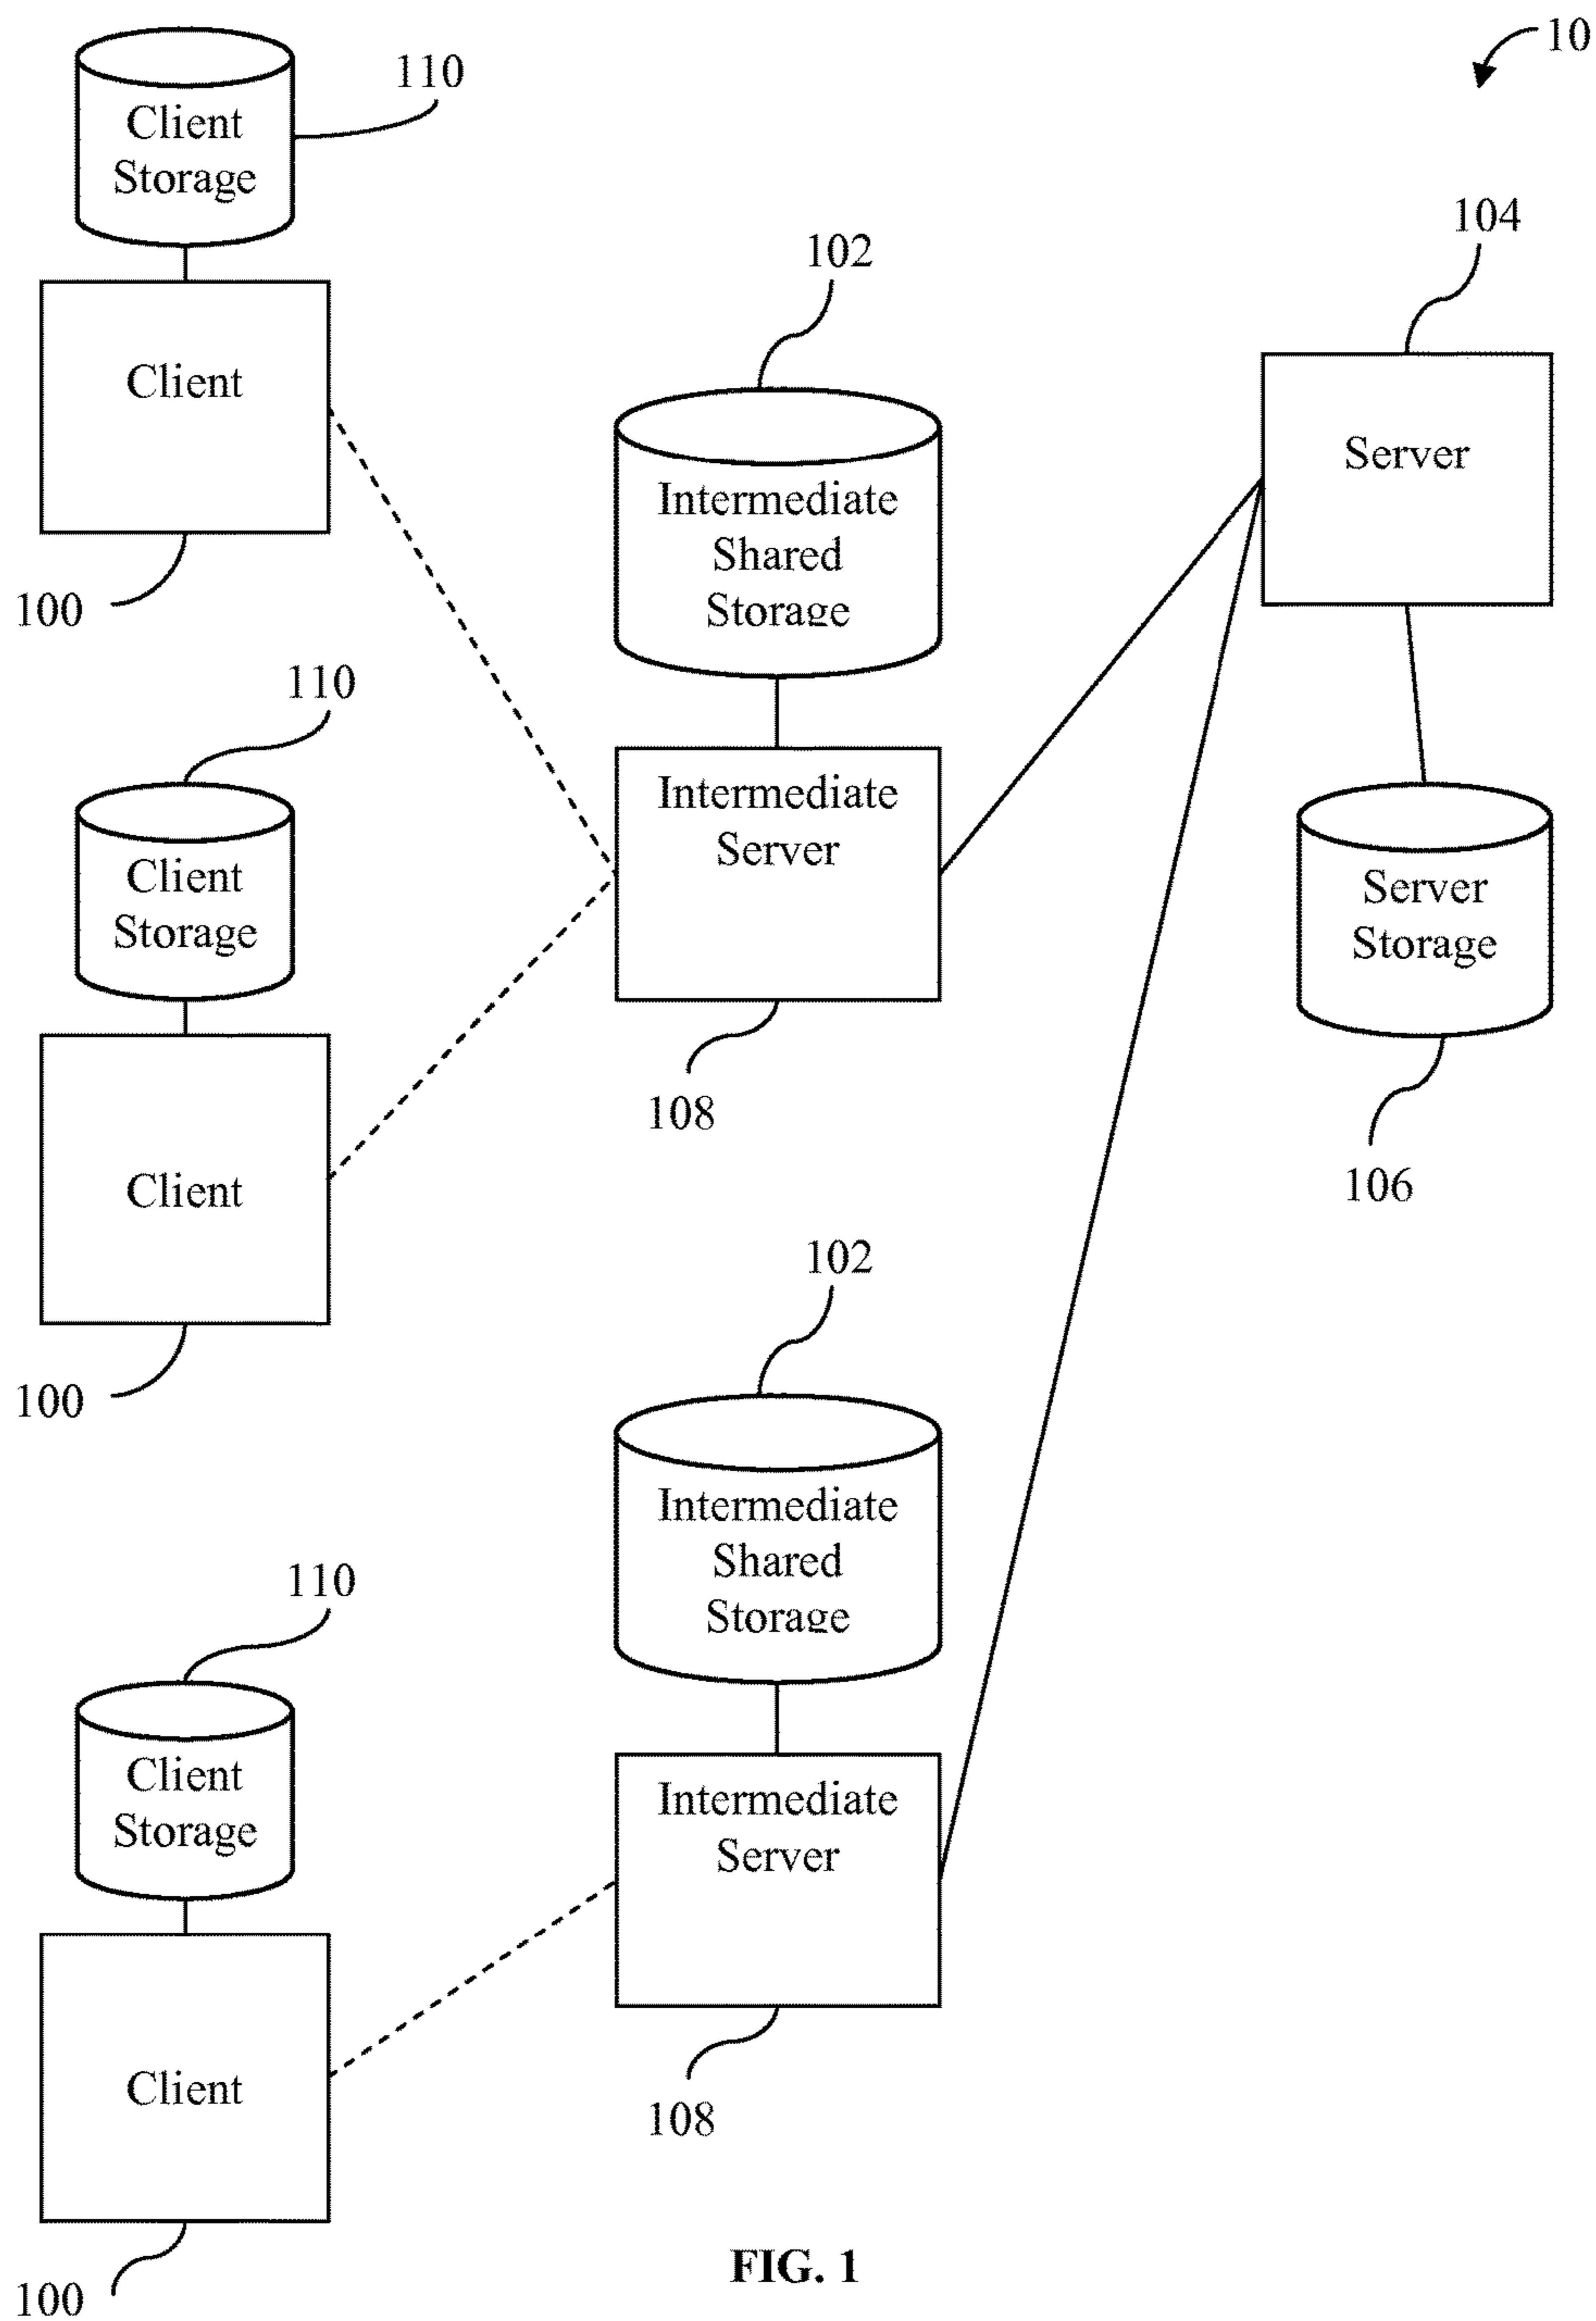 10
110
Client
Storage
104
102
Client
Server
Intermediate
Shared
Storage
100
110
Intermediate
Server
Client
Storage
Server
Storage
108
Client
106
102
100
Intermediate
Shared
Storage
110
Client
Storage
Intermediate
Server
Client
108
FIG. 1
100